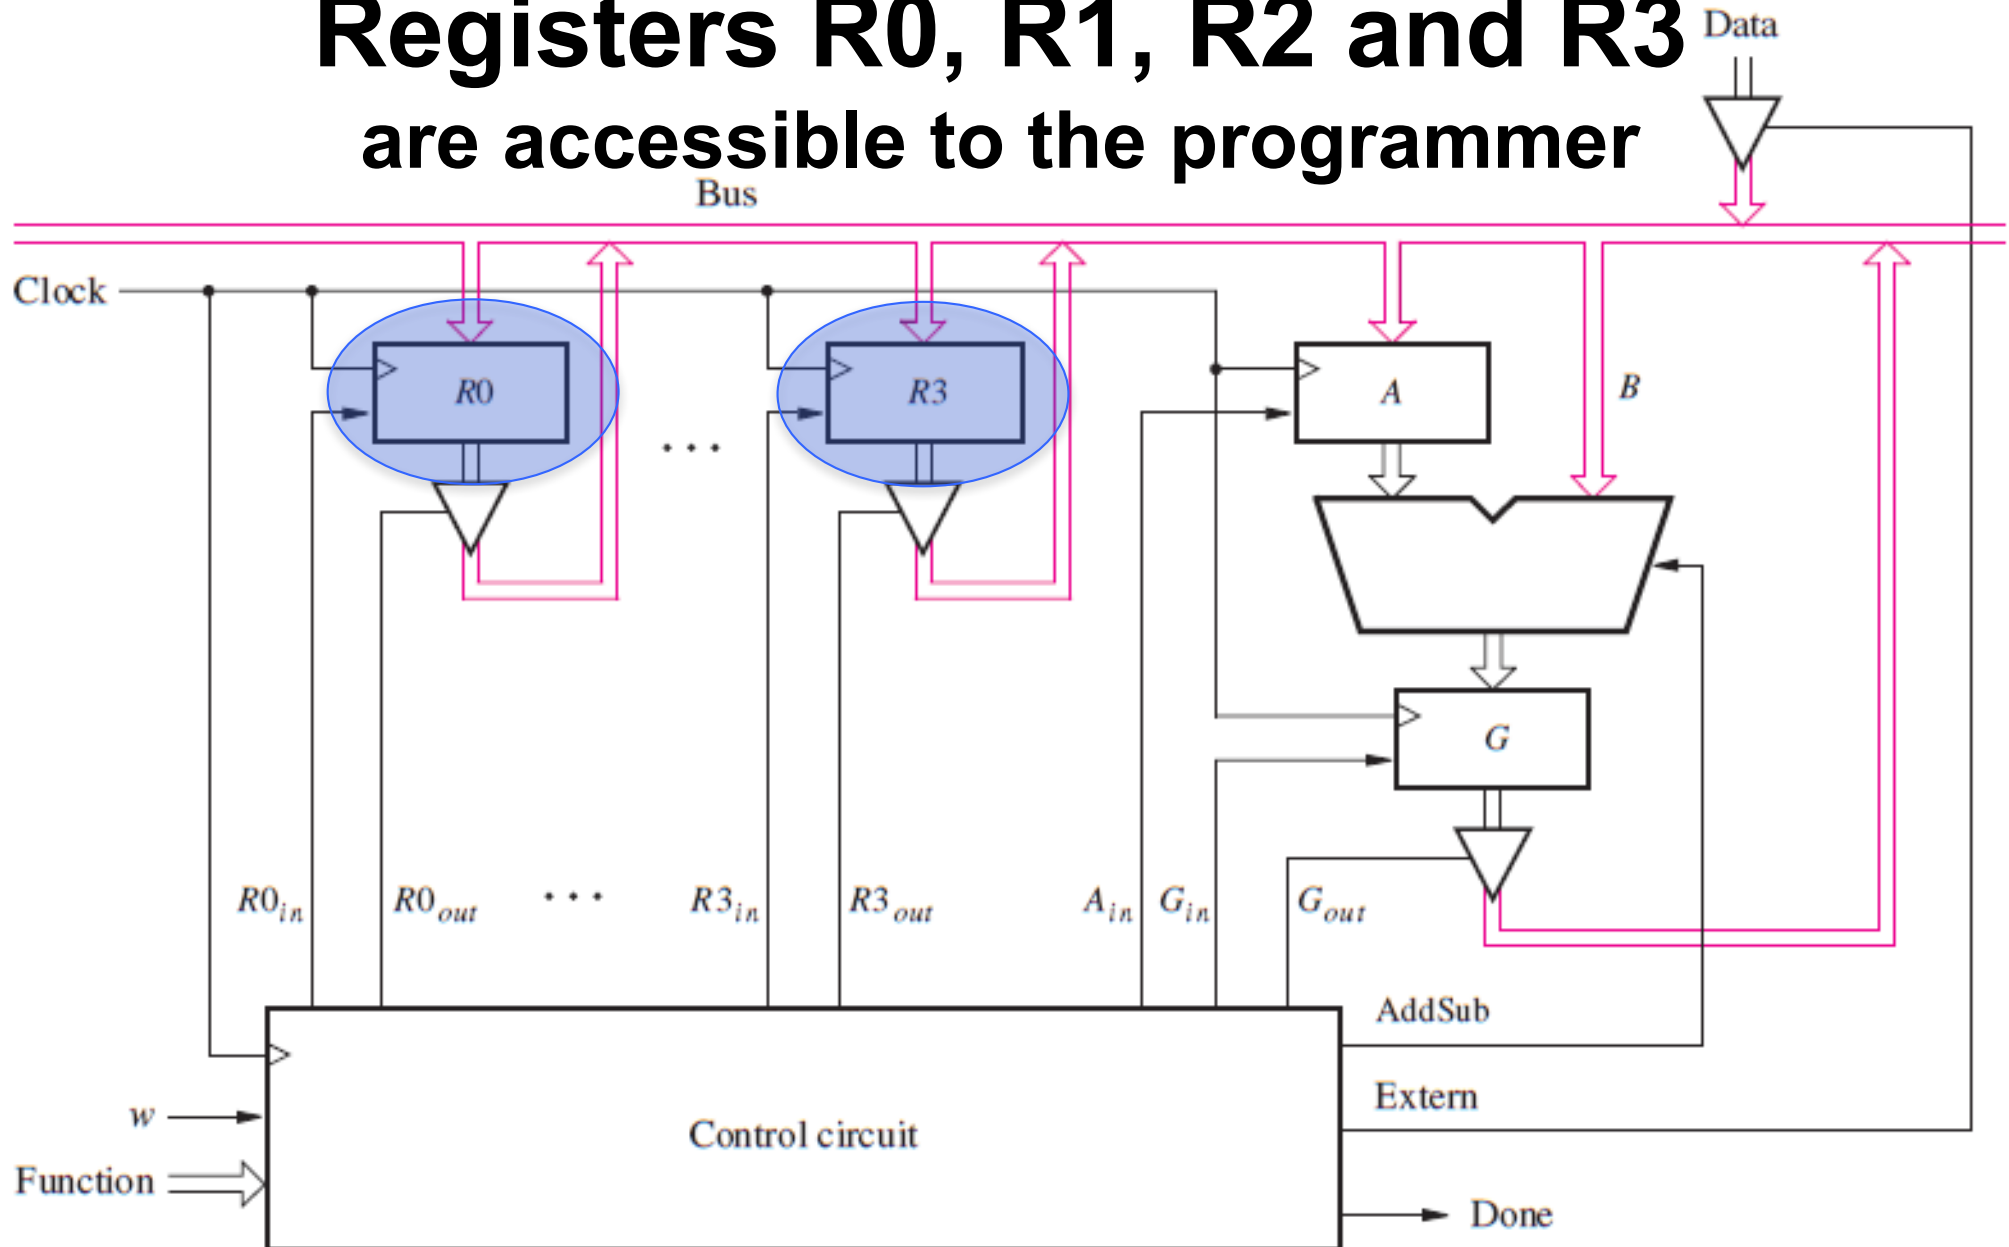 Registers R0, R1, R2 and R3
are accessible to the programmer
Data
Bus
Clock
R0
...
R3
A
B
G
R0in
R0out
...
R3in
R3out
Ain
Gin
Gout
AddSub
Extern
w
Control circuit
Function
Done